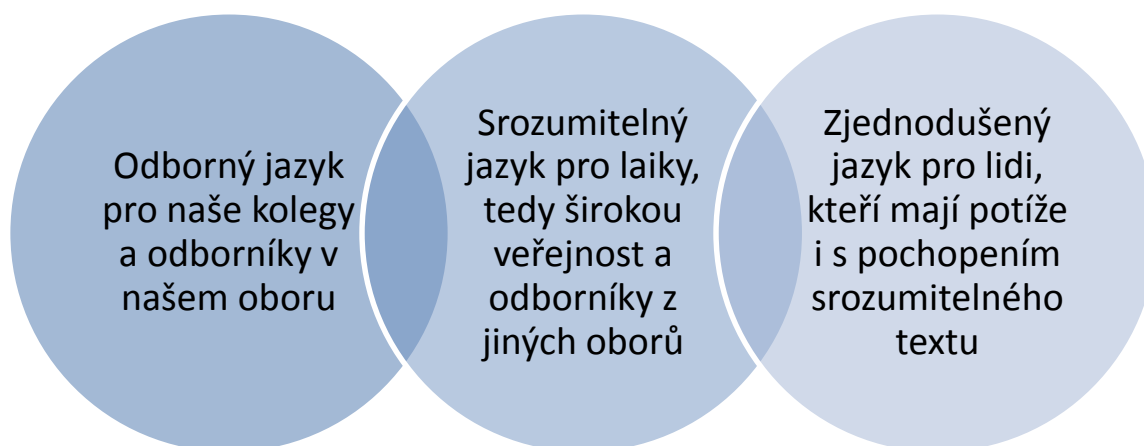 Odborný jazyk
pro naše kolegy
a odborníky v
našem oboru
Srozumitelný
jazyk pro laiky,
tedy širokou
veřejnost a
odborníky z
jiných oborů
Zjednodušený
jazyk pro lidi,
kteří mají potíže
i s pochopením
srozumitelného
textu